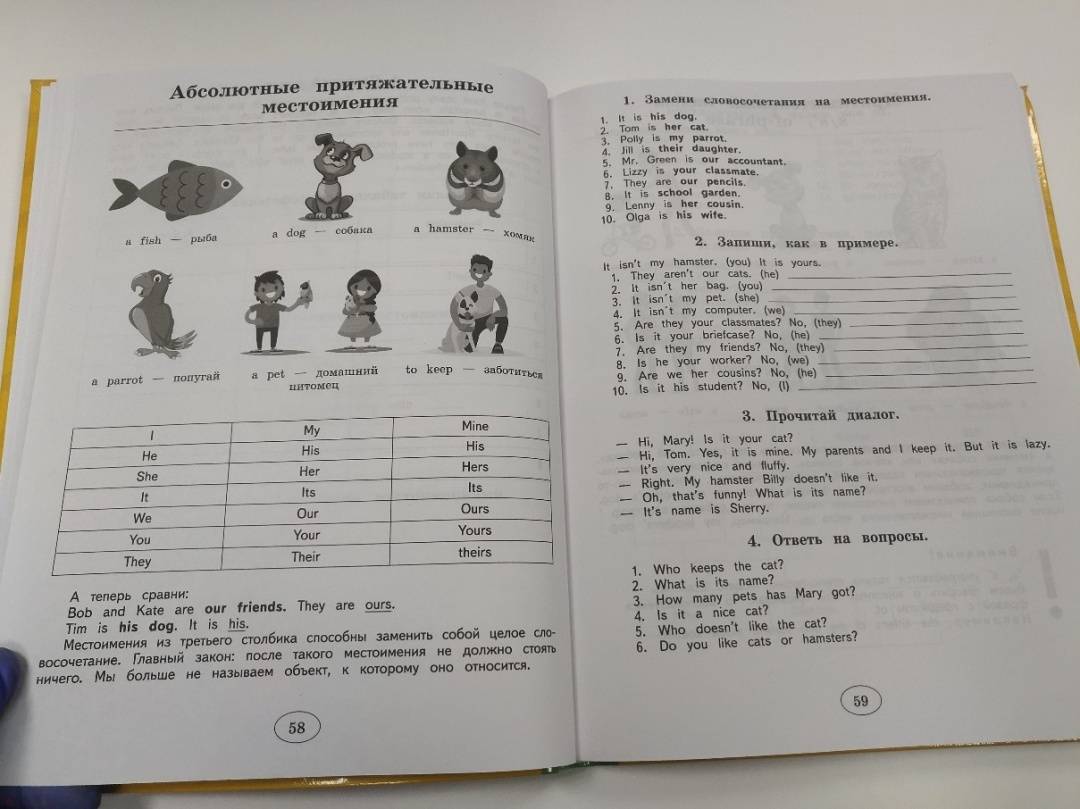 Абсолютные притяжательные
местоимения
a fish — рыба
a dog — собака
a hamster — хомяк
a parrot — попугай
a pet — домашний
питомец
to keep — заботиться
I My Mine
He His His
She Her Hers
It Its Its
We Our Ours
You Your Yours
They Their theirs
А теперь сравни:
Bob and Kate are our friends. They are ours.
Tim is his dog. It is his.
Местоимения из третьего столбика способны заменить собой целое сло-
восочетание. Главный закон: после такого местоимения не должно стоять
ничего. Мы больше не называем объект, к которому оно относится.
58
1. Замени словосочетания на местоимения.
1. It is his dog.
2. Tom is her cat.
3. Polly is my parrot.
4. Jill is their daughter.
5. Mr. Green is our accountant.
6. Lizzy is your classmate.
7. They are our pencils.
8. It is school garden.
9. Lenny is her cousin.
10. Olga is his wife.
2. Запиши, как в примере.
It isn't my hamster. (you) It is yours.
1. They aren't our cats. (he)
2. It isn't her bag. (you)
3. It isn't my pet. (she)
4. It isn't my computer. (we)
5. Are they your classmates? No, (they)
6. Is it your briefcase? No, (he)
7. Are they my friends? No, (they)
8. Is he your worker? No, (we)
9. Are we her cousins? No, (he)
10. Is it his student? No, (I)
3. Прочитай диалог.
— Hi, Mary! Is it your cat?
— Hi, Tom. Yes, it is mine. My parents and I keep it. But it is lazy.
— It's very nice and fluffy.
— Right. My hamster Billy doesn't like it.
— Oh, that's funny! What is its name?
— It's name is Sherry.
4. Ответь на вопросы.
1. Who keeps the cat?
2. What is its name?
3. How many pets has Mary got?
4. Is it a nice cat?
5. Who doesn't like the cat?
6. Do you like cats or hamsters?
59